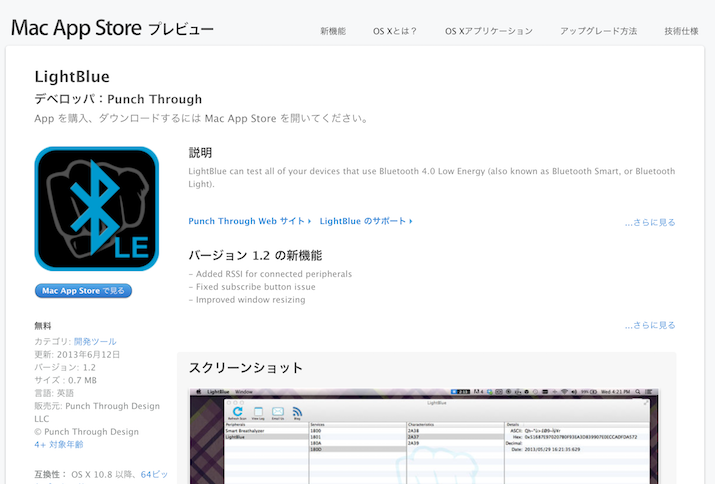 Mac App Store プレビュー
新機能 OS Xとは? OS Xアプリケーション アップグレード方法 技術仕様
LightBlue
デベロッパ：Punch Through
App を購入、ダウンロードするには Mac App Store を開いてください。
LE
Mac App Store で見る
無料
カテゴリ: 開発ツール
更新: 2013年6月12日
バージョン: 1.2
サイズ : 0.7 MB
言語: 英語
販売元: Punch Through Design
LLC
© Punch Through Design
4+ 対象年齢
互換性： OS X 10.8 以降、64ビッ
説明
LightBlue can test all of your devices that use Bluetooth 4.0 Low Energy (also known as Bluetooth Smart, or Bluetooth
Light).
Punch Through Web サイト LightBlue のサポート ...さらに見る
バージョン 1.2 の新機能
- Added RSSI for connected peripherals
- Fixed subscribe button issue
- Improved window resizing
...さらに見る
スクリーンショット
LightBlue Window Wed 4:21 PM
LightBlue
Peripherals Services Characteristics Details
Smart Breathalyzer 1800 2A38 ASCII:
LightBlue 1801 2A37 Hex:
180A 2A39 Decimal:
180D Date: 2013/05/29 16:21:35:629